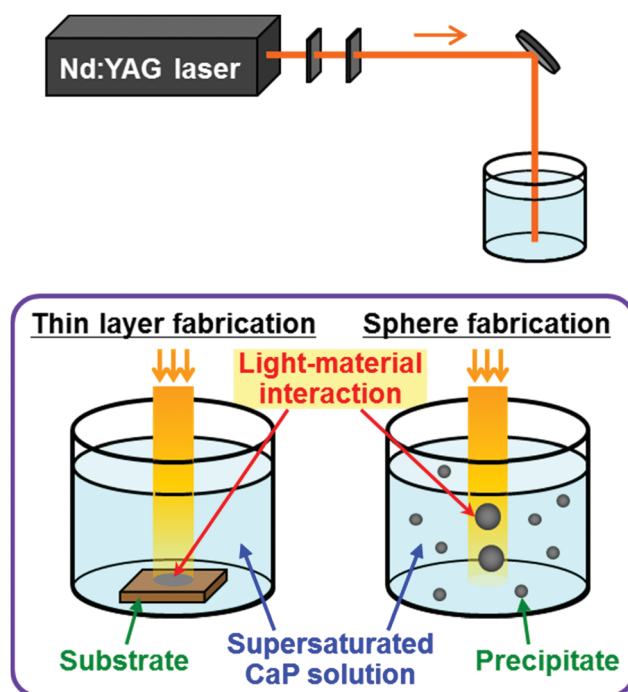 Nd:YAG laser
Thin layer fabrication
Sphere fabrication
Light-material
interaction
Substrate
Supersaturated
CaP solution
Precipitate